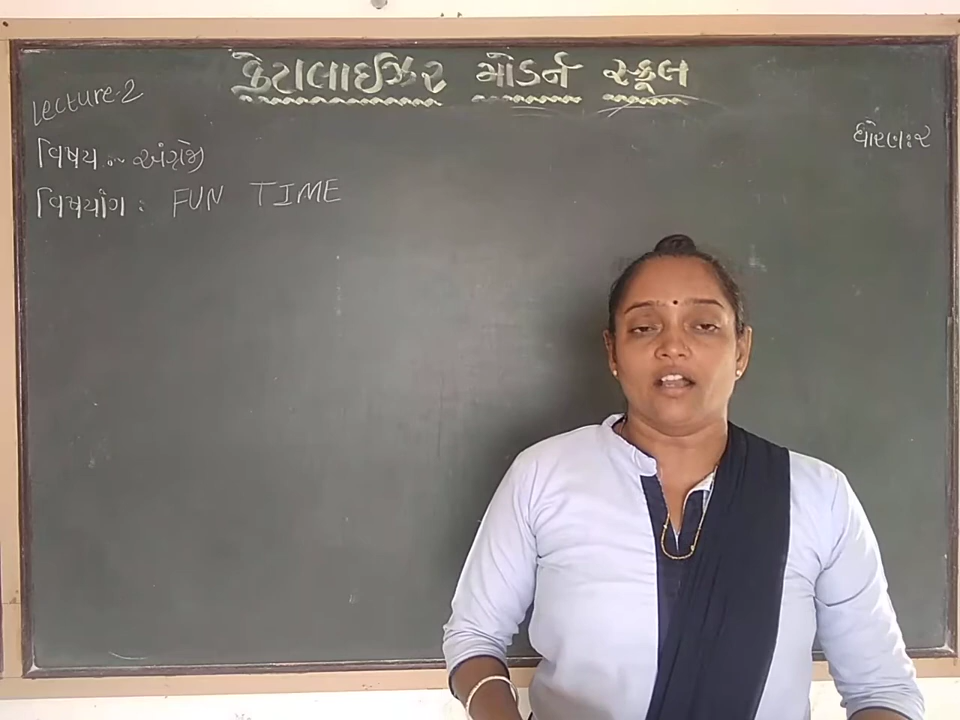 કેટાલાઈઝર મોડર્ન સ્કૂલ
Lecture-2
ધોરણ:૨
વિષય :- અંગ્રેજી
વિષયાંગ : FUN TIME